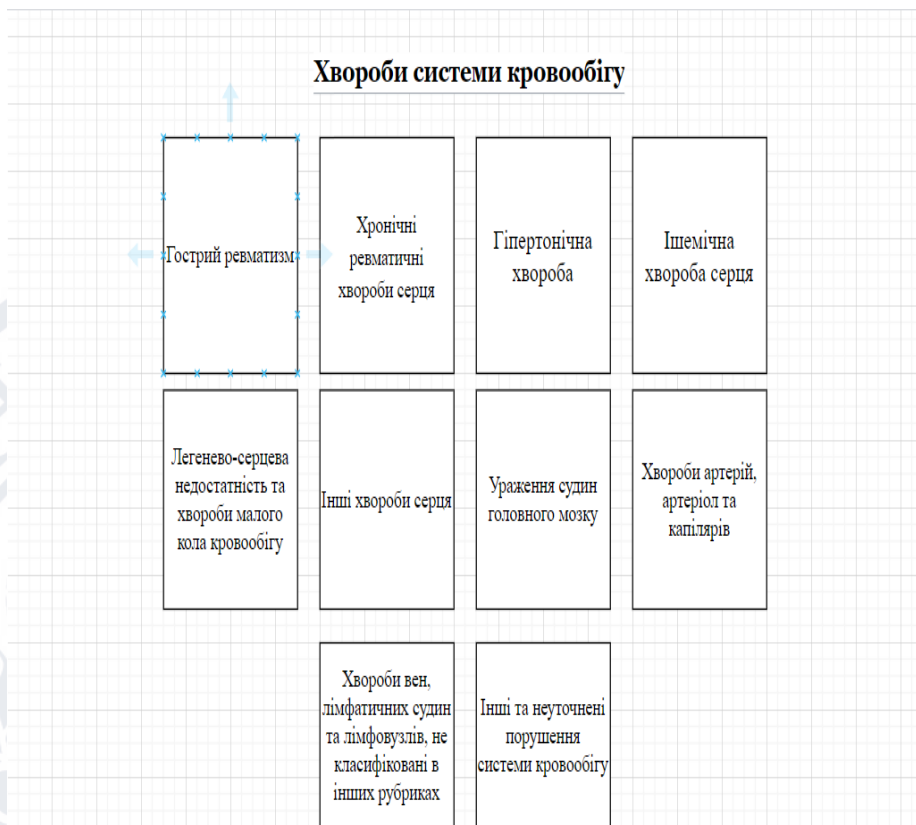 Хвороби системи кровообігу
Гострий ревматизм
Хронічні
ревматичні
хвороби серця
Гіпертонічна
хвороба
Ішемічна
хвороба серця
Легенево-серцева
недостатність та
хвороби малого
кола кровообігу
Інші хвороби серця
Ураження судин
головного мозку
Хвороби артерій,
артеріол та
капілярів
Хвороби вен,
лімфатичних судин
та лімфовузлів, не
класифіковані в
інших рубриках
Інші та неуточнені
порушення
системи кровообігу